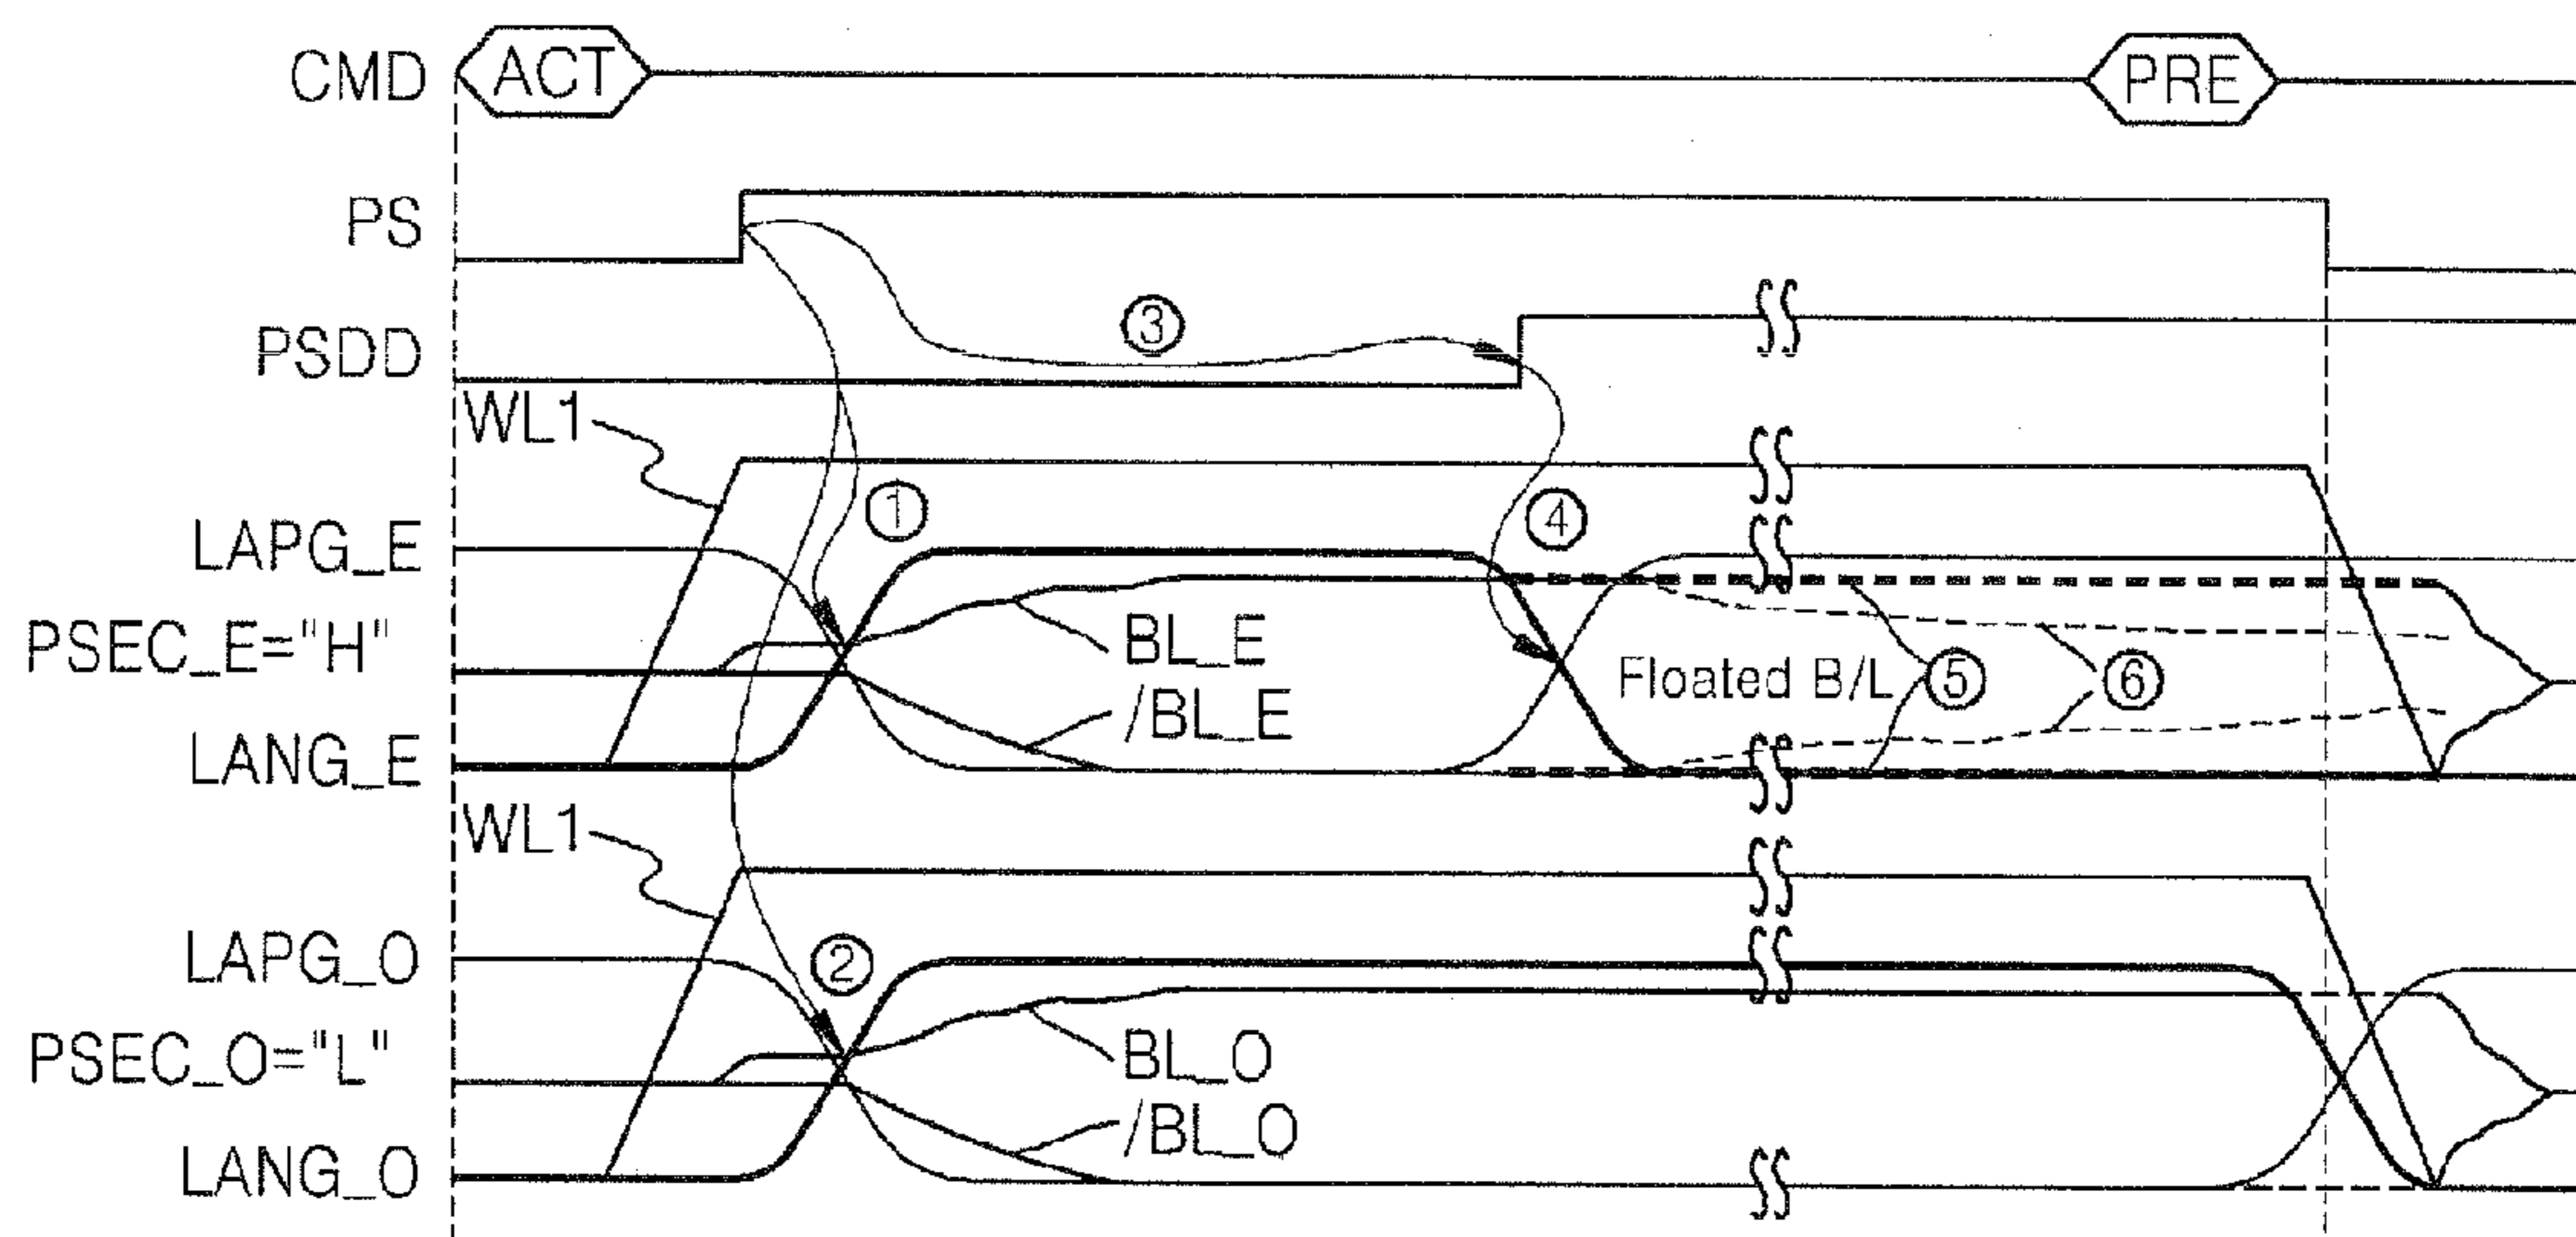 CMD ACT PRE
PS
PSDD ③
WL1
LAPG_E ① ④
PSEC_E="H" BL_E Floated B/L ⑤ ⑥
/BL_E
LANG_E
WL1
LAPG_O ②
PSEC_O="L" BL_O
/BL_O
LANG_O